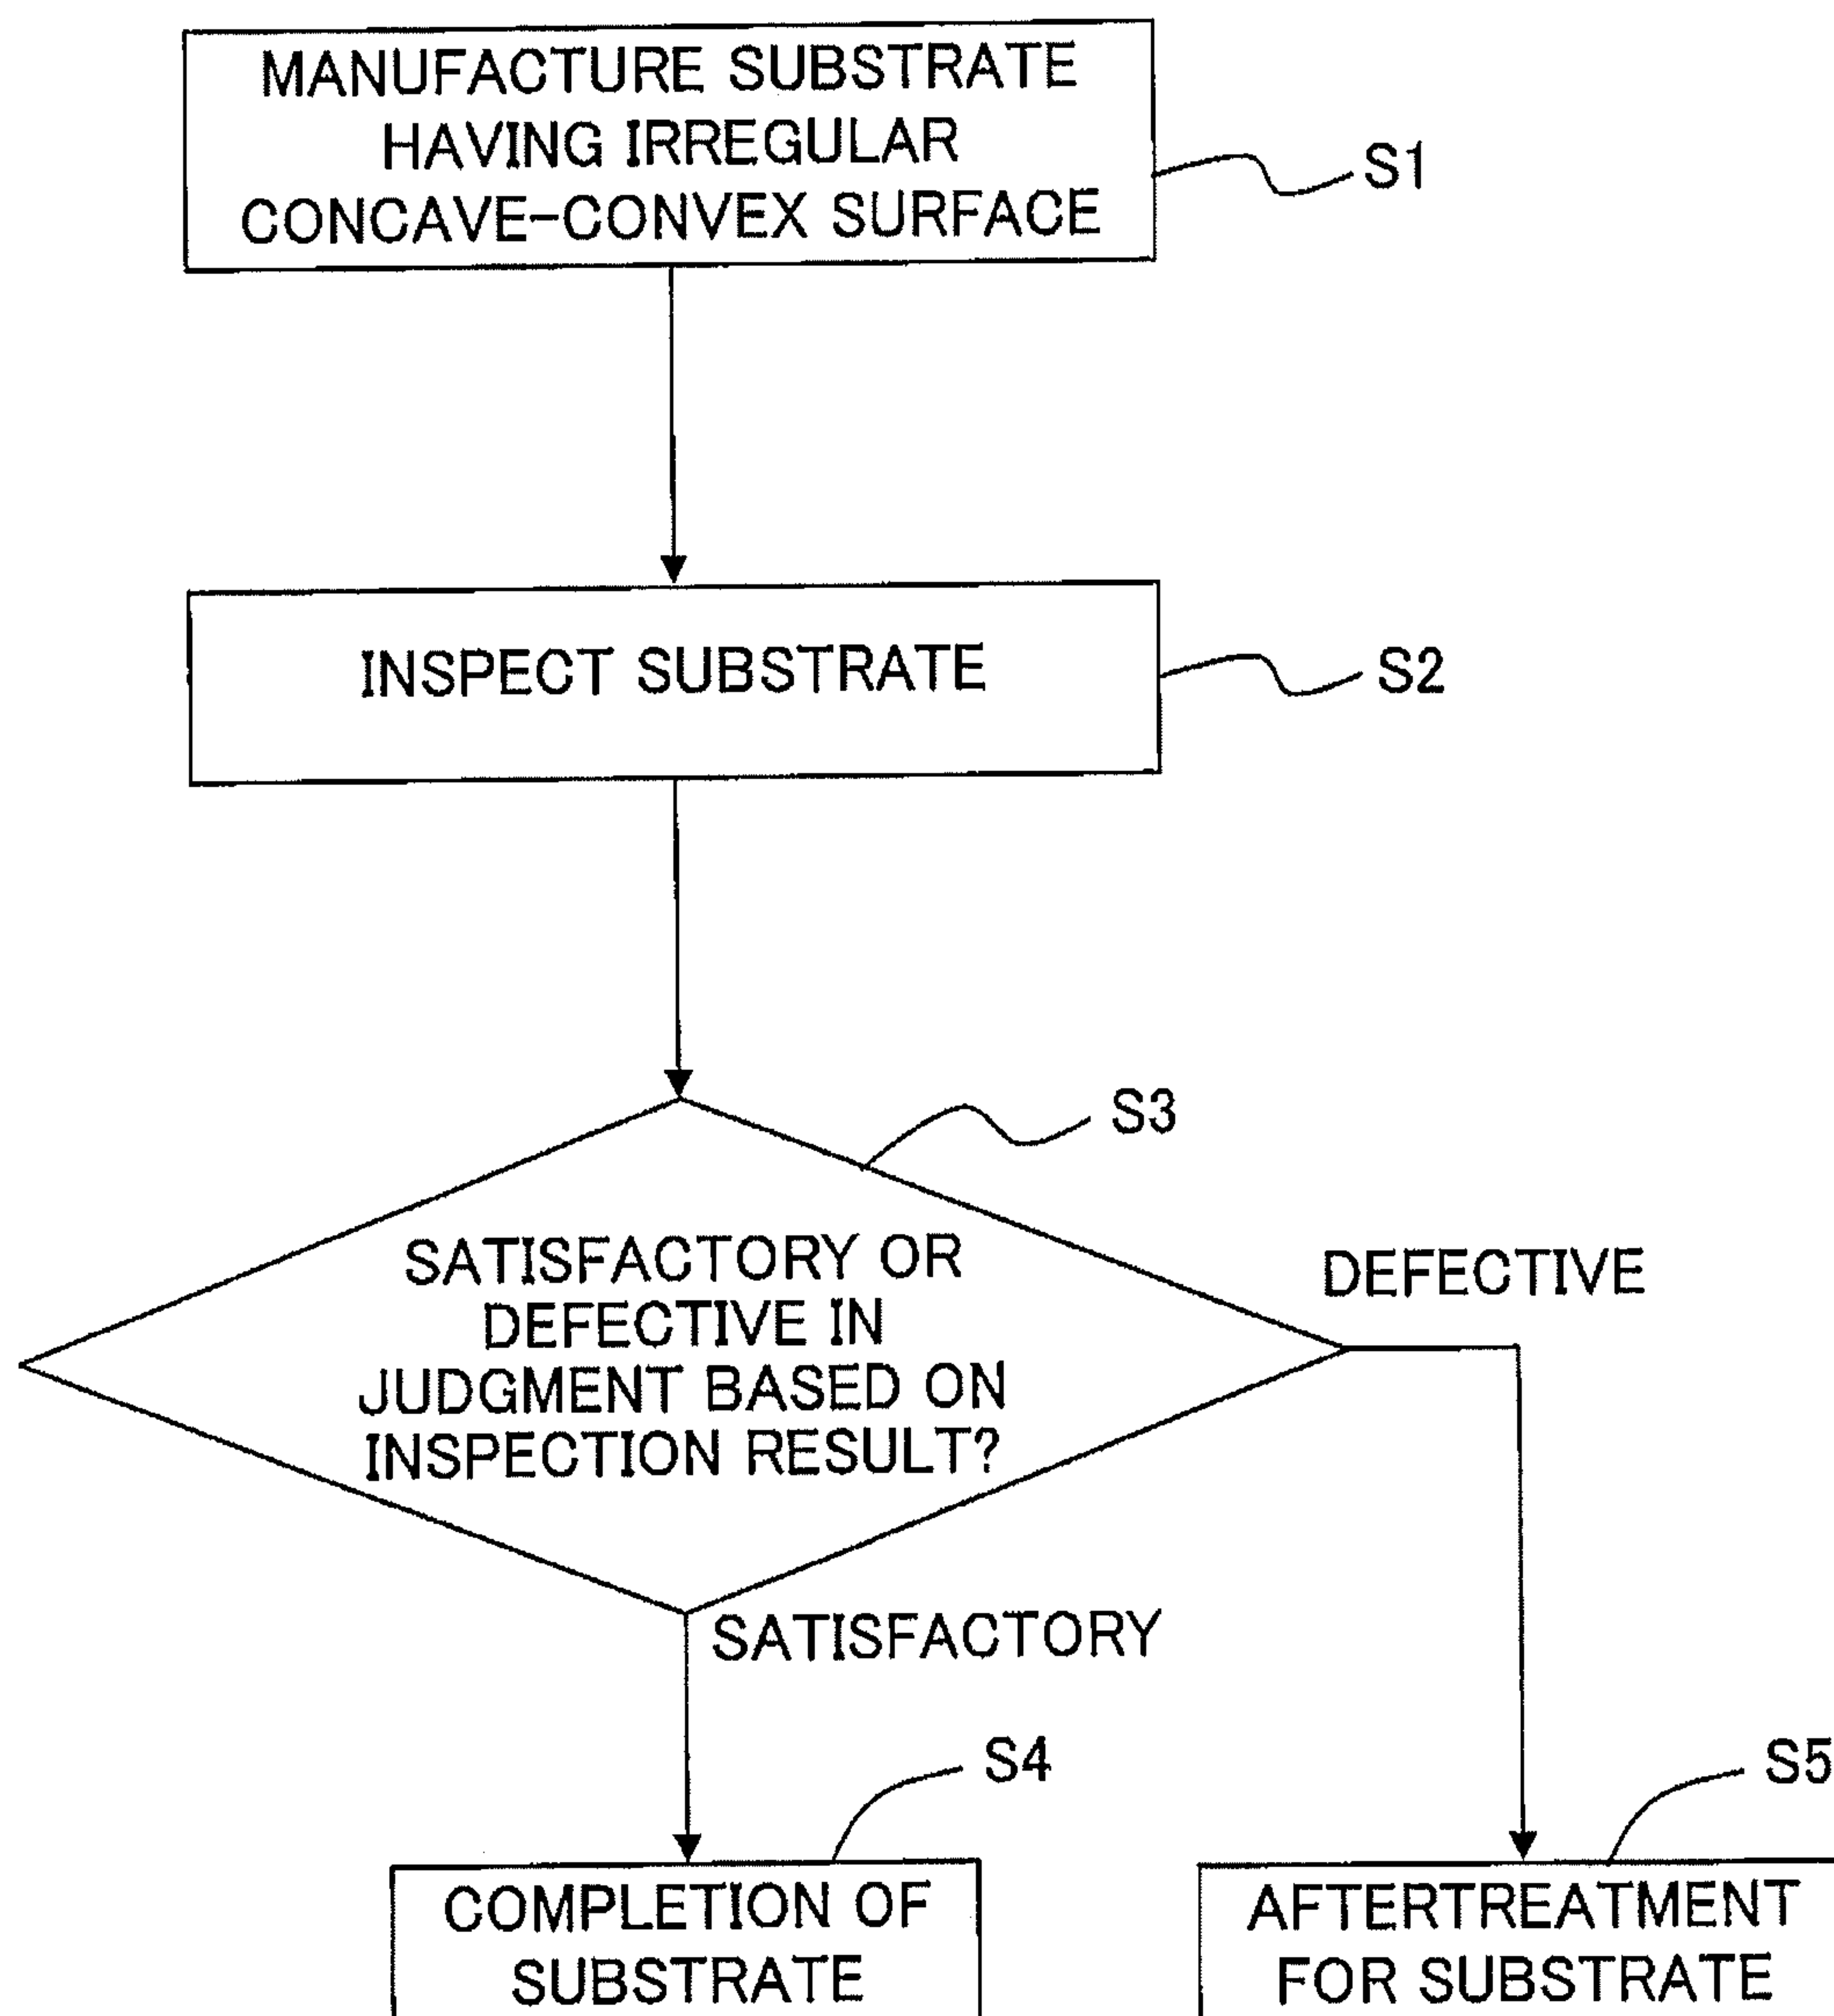 MANUFACTURE SUBSTRATE
HAVING IRREGULAR
CONCAVE-CONVEX SURFACE
S1
INSPECT SUBSTRATE
S2
S3
SATISFACTORY OR
DEFECTIVE IN
JUDGMENT BASED ON
INSPECTION RESULT?
DEFECTIVE
SATISFACTORY
S4
S5
COMPLETION OF
SUBSTRATE
AFTERTREATMENT
FOR SUBSTRATE